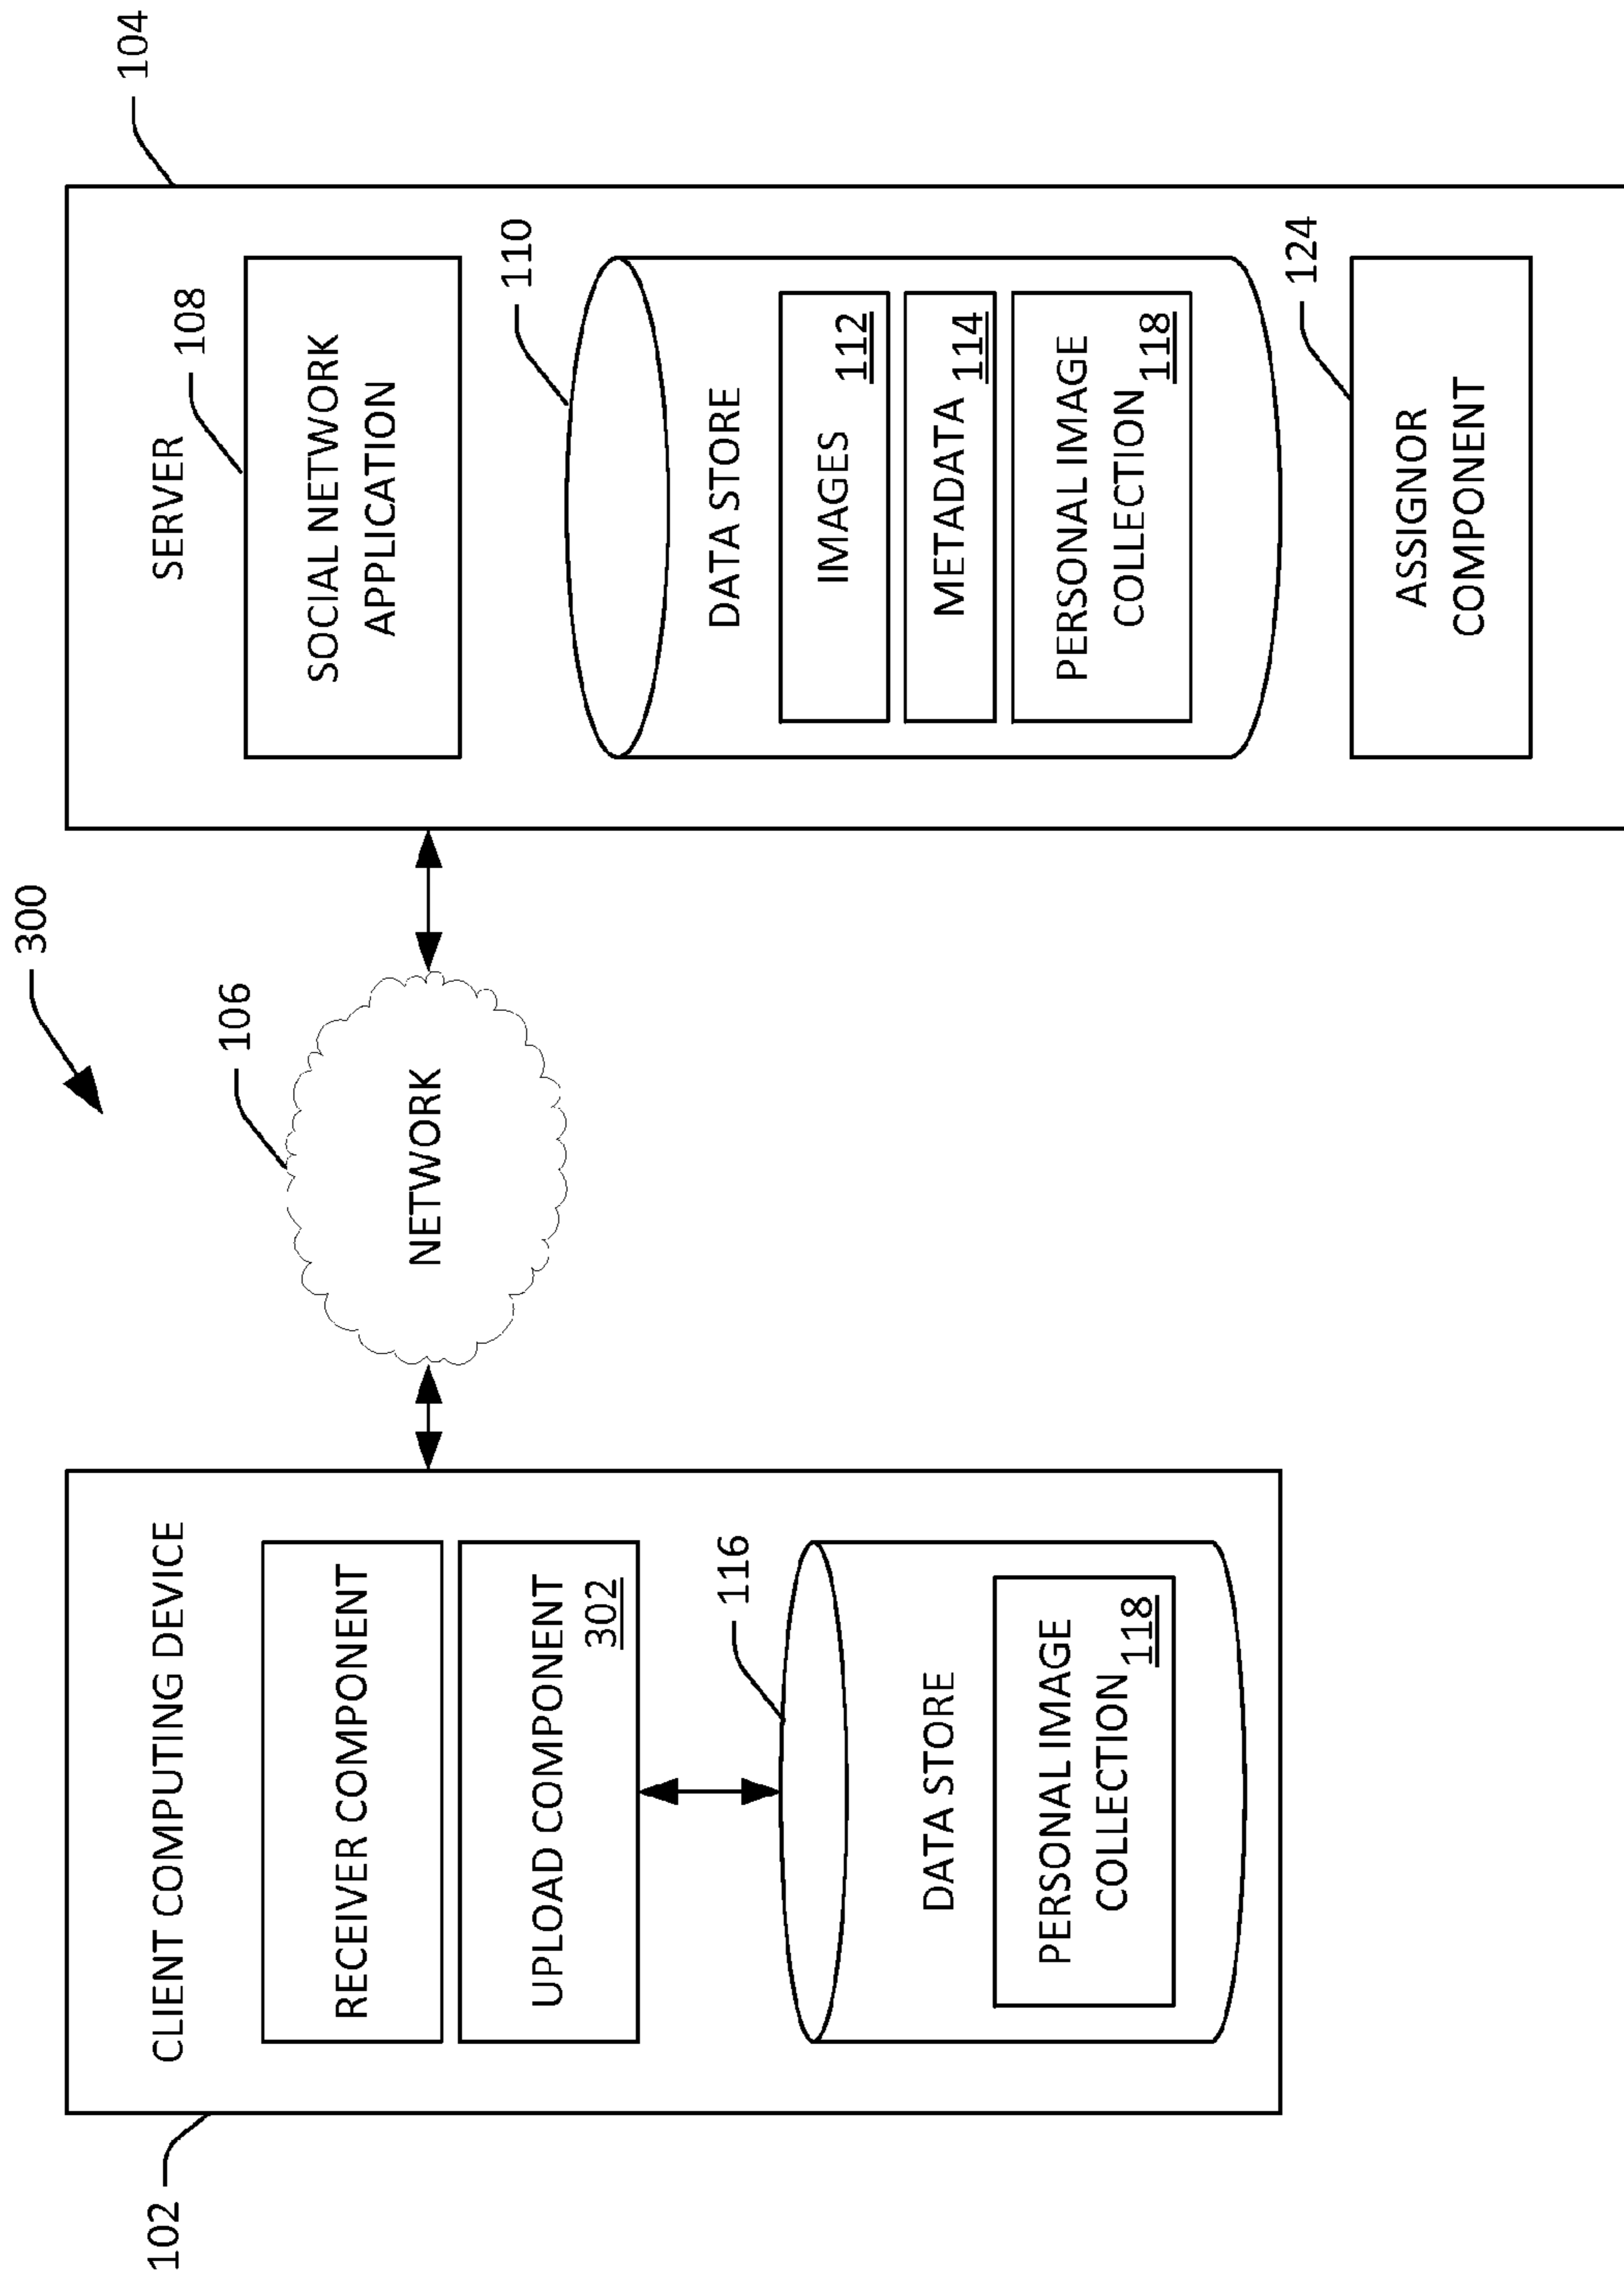 300
102
CLIENT COMPUTING DEVICE
RECEIVER COMPONENT
UPLOAD COMPONENT
302
116
DATA STORE
PERSONAL IMAGE
COLLECTION
118
106
NETWORK
104
SERVER
108
SOCIAL NETWORK
APPLICATION
110
DATA STORE
IMAGES
112
METADATA
114
PERSONAL IMAGE
COLLECTION
118
124
ASSIGNOR
COMPONENT